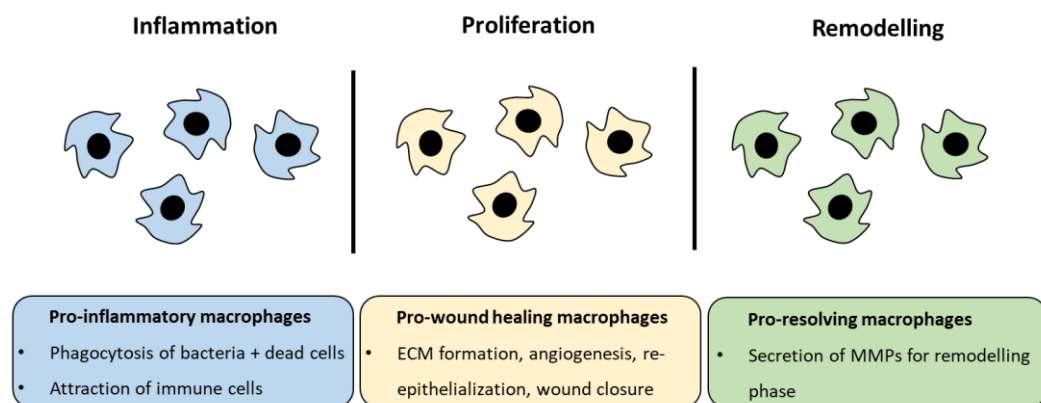 Inflammation
Proliferation
Remodelling
Pro-inflammatory macrophages
• Phagocytosis of bacteria + dead cells
• Attraction of immune cells
Pro-wound healing macrophages
• ECM formation, angiogenesis, re-
epithelialization, wound closure
Pro-resolving macrophages
• Secretion of MMPs for remodelling
phase